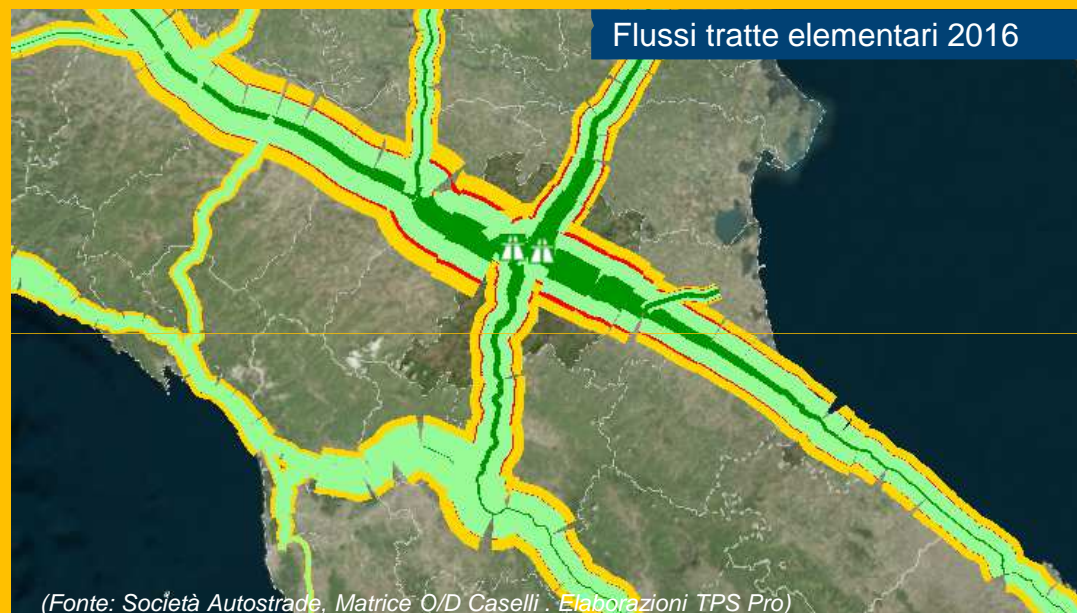 Flussi tratte elementari 2016
(Fonte: Società Autostrade, Matrice O/D Caselli . Elaborazioni TPS Pro)